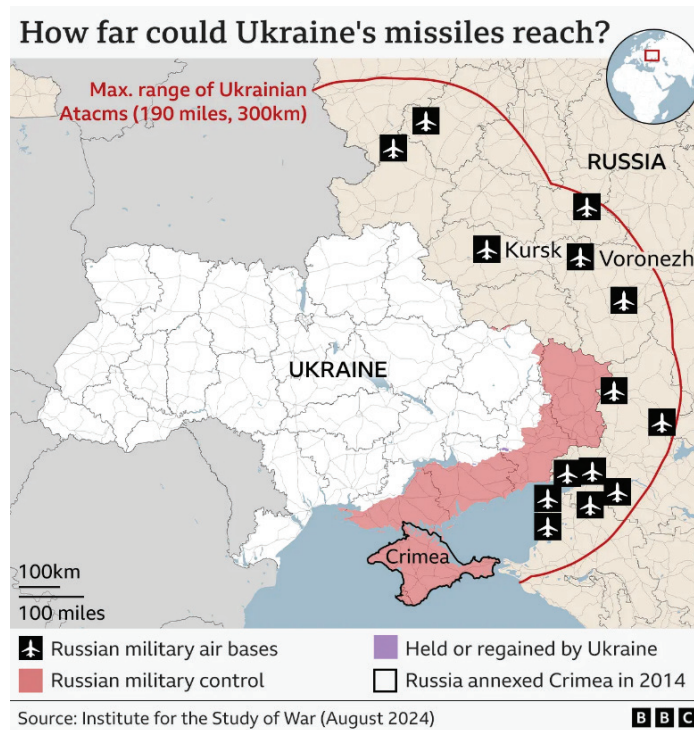 How far could Ukraine's missiles reach?
Max. range of Ukrainian
Atacms (190 miles, 300km)
RUSSIA
Kursk
Voronezh
UKRAINE
Crimea
100km
100 miles
Russian military air bases
Held or regained by Ukraine
Russian military control
Russia annexed Crimea in 2014
Source: Institute for the Study of War (August 2024)
BBC